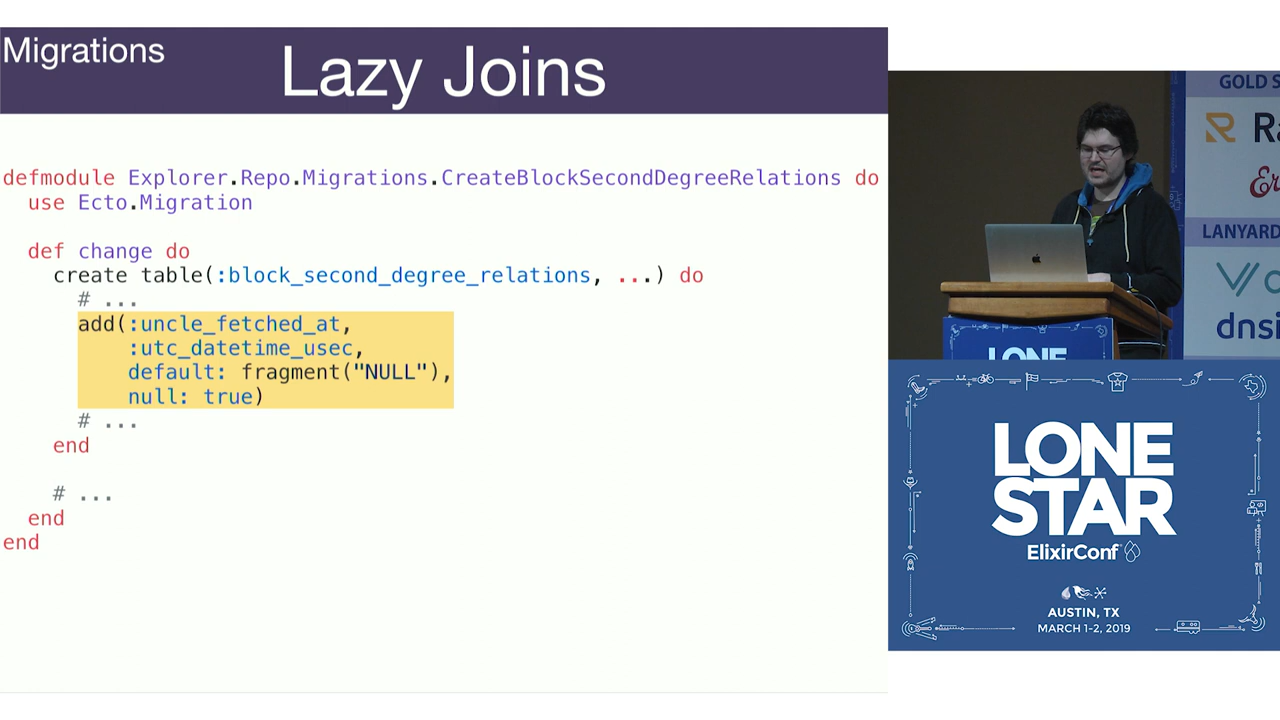 Migrations
Lazy Joins
defmodule Explorer.Repo.Migrations.CreateBlockSecondDegreeRelations do
  use Ecto.Migration
  def change do
    create table(:block_second_degree_relations, ...) do
      # ...
      add(:uncle_fetched_at,
          :utc_datetime_usec,
          default: fragment("NULL"),
          null: true)
      # ...
    end
    # ...
  end
end
GOLD S
LANYARD
dnsi
LONE
LONE
STAR
ElixirConf
AUSTIN, TX
MARCH 1-2, 2019